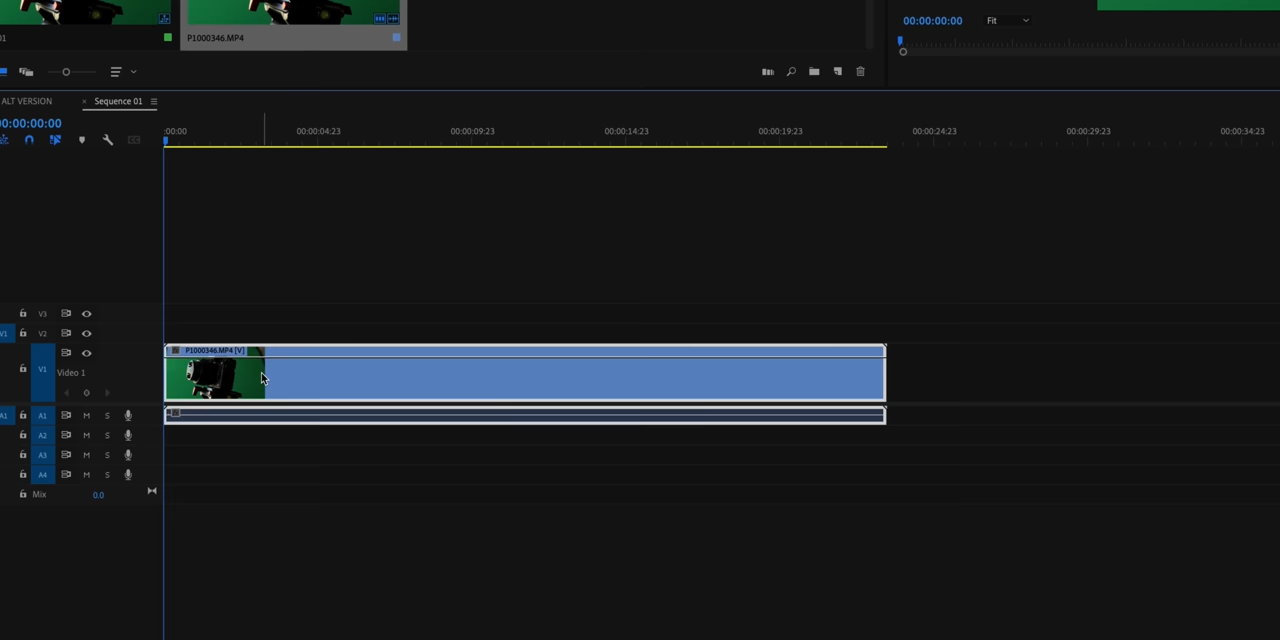 00:00:00:00 Fit
P1000346.MP4
ALT VERSION × Sequence 01
00:00:00:00
:00:00 00:00:04:23 00:00:09:23 00:00:14:23 00:00:19:23 00:00:24:23 00:00:29:23 00:00:34:23
V3
V1 V2
P1000346.MP4 [V]
V1
Video 1
A1 A1 M S
A2 M S
A3 M S
A4 M S
Mix 0.0